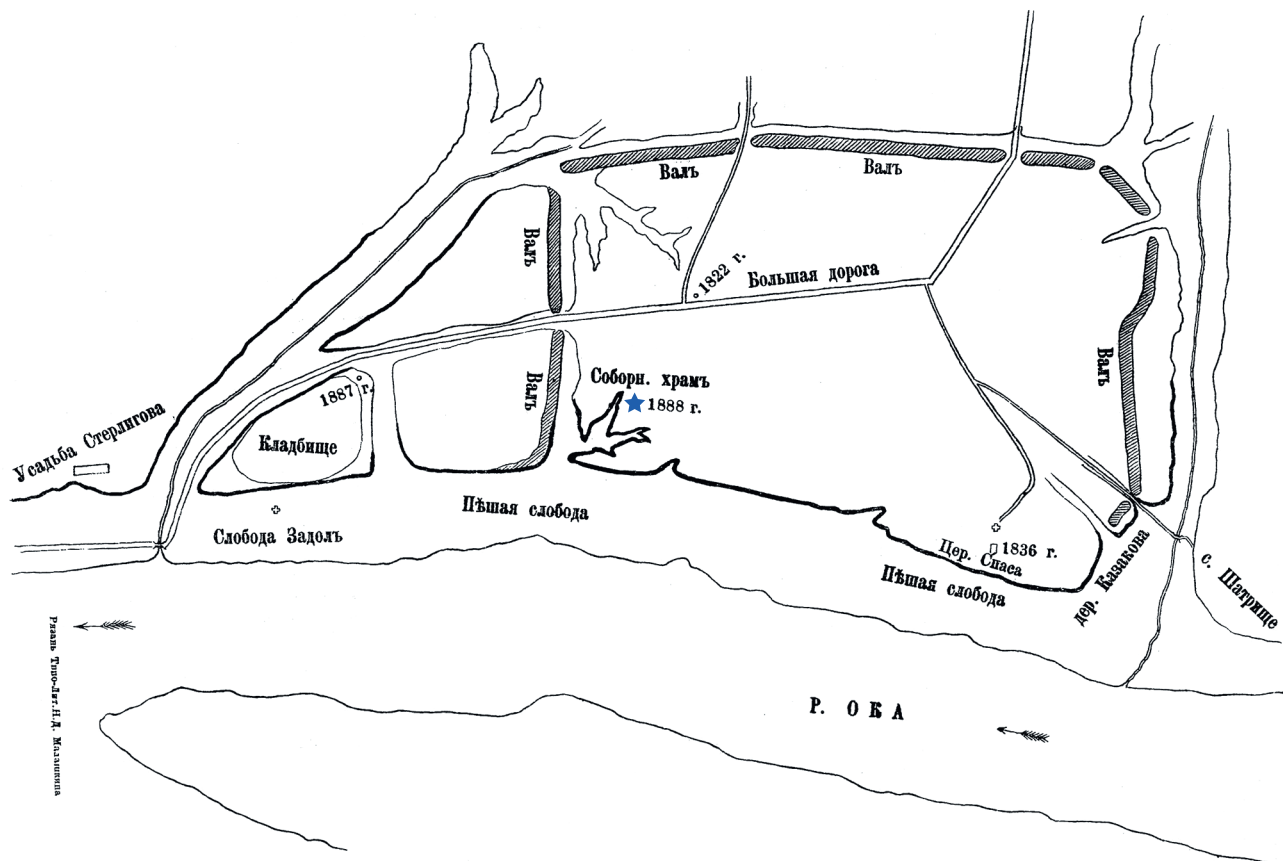 Валъ
Валъ
Валъ
1822 г.
Большая дорога
Валъ
Валъ
Соборн. храмъ
1888 г.
1887 г.
Усадьба Стерлигова
Кладбище
Пѣшая слобода
Слобода Задолъ
Цер. Спаса
1836 г.
Пѣшая слобода
дер. Казакова
с. Шатрище
Р. ОКА
Рязань Типо-Лит. Н.Д. Малашкина